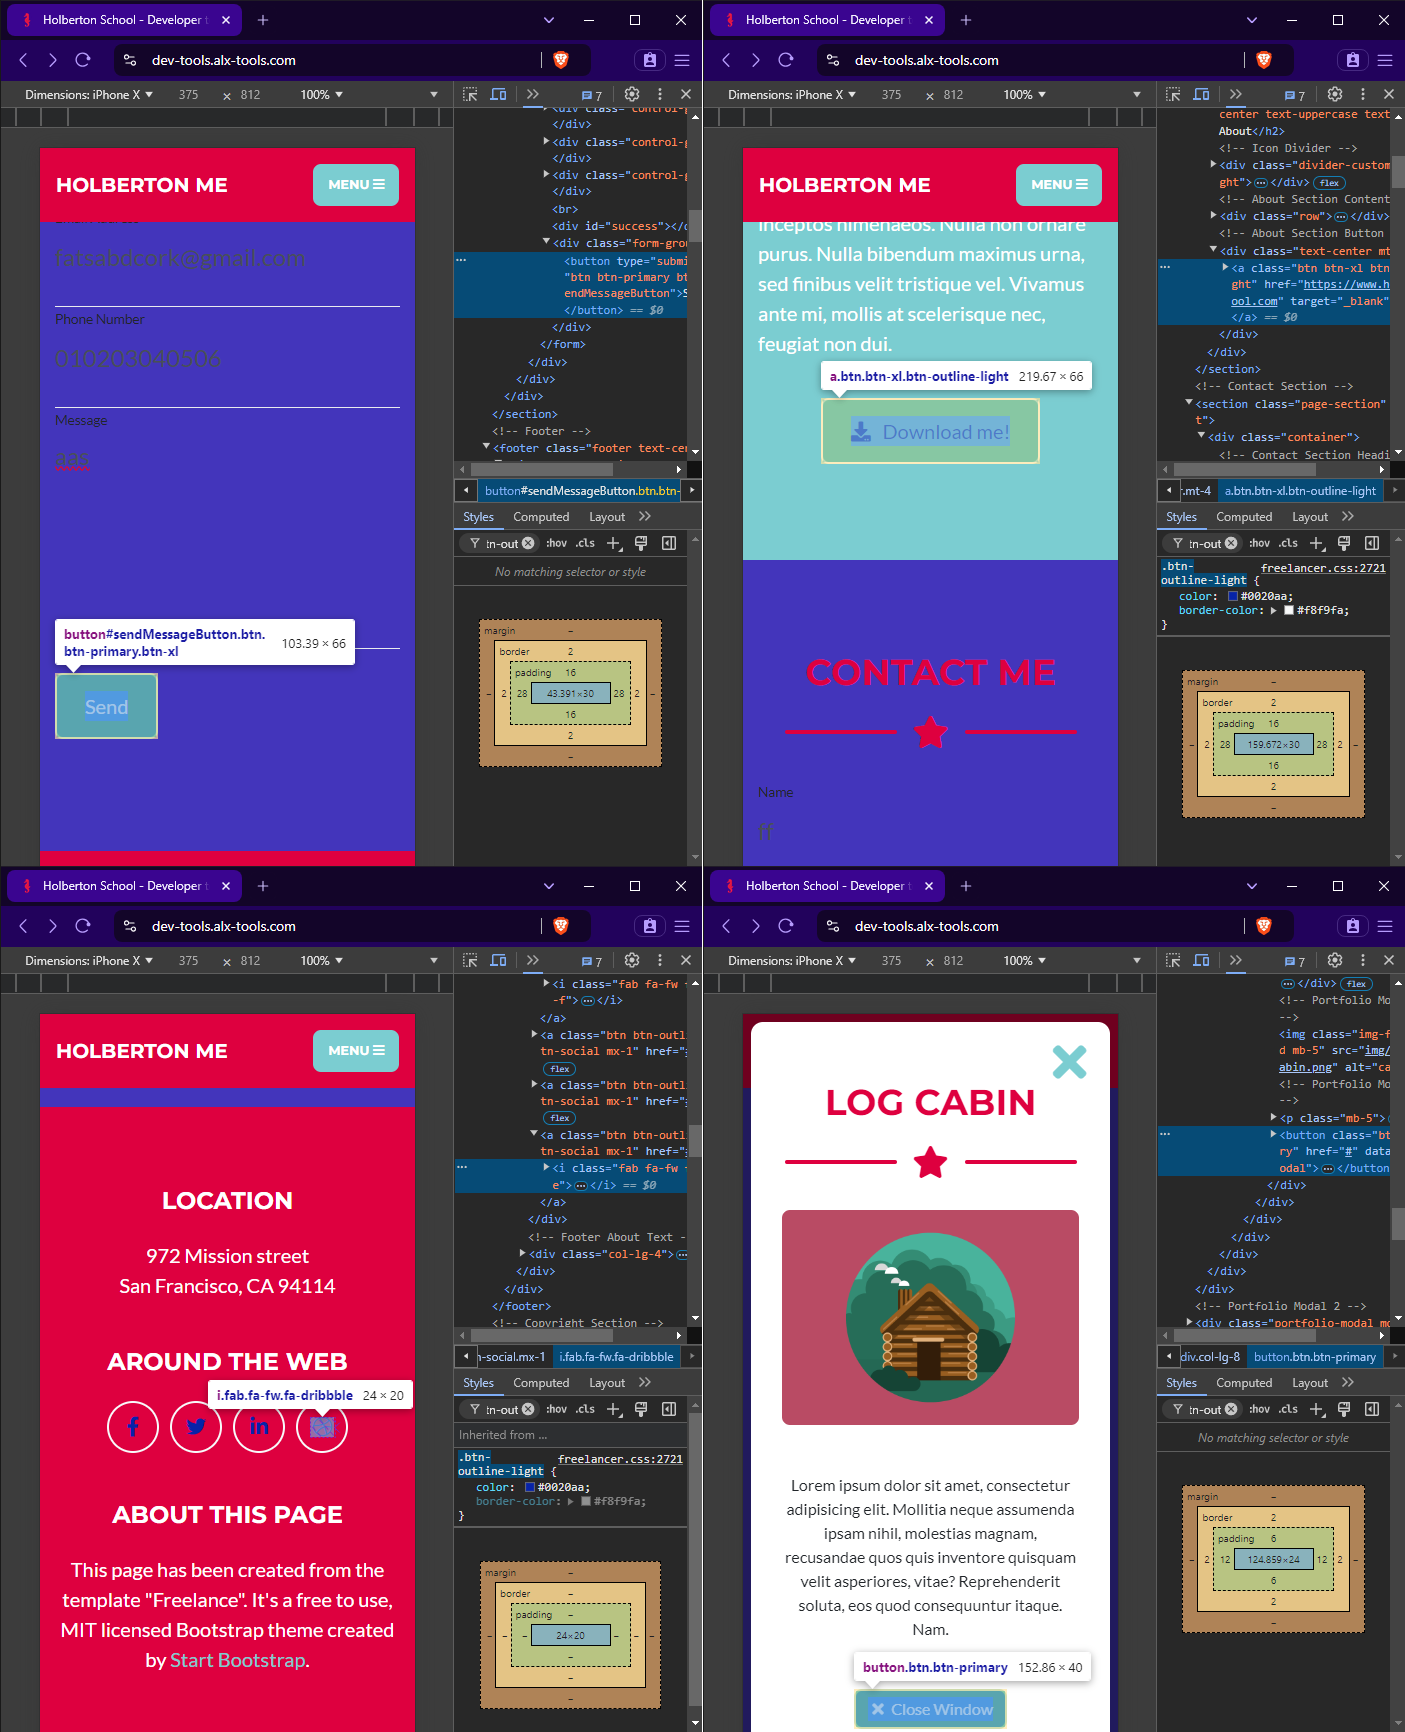 Holberton School - Developer t
dev-tools.alx-tools.com
Dimensions: iPhone X 375 × 812 100% 7
HOLBERTON ME
MENU
fatsabdcork@gmail.com
Phone Number
010203040506
Message
aas
button#sendMessageButton.btn.
btn-primary.btn-xl
103.39 × 66
Send
</div>
<div class="control-g
</div>
<div class="control-g
</div>
<br>
<div id="success"></d
<div class="form-grou
<button type="submi
"btn btn-primary bt
endMessageButton">S
</button> == $0
</div>
</form>
</div>
</div>
</div>
</section>
<!-- Footer -->
<footer class="footer text-cen
button#sendMessageButton.btn.btn-
Styles Computed Layout
tn-out :hov .cls
No matching selector or style
margin –
border 2
padding 16
– 2 28 43.391×30 28 2 –
16
2
–
Holberton School - Developer t
dev-tools.alx-tools.com
Dimensions: iPhone X 375 × 812 100% 7
HOLBERTON ME
MENU
inceptos himenaeos. Nulla non ornare
purus. Nulla bibendum maximus urna,
sed finibus velit tristique vel. Vivamus
ante mi, mollis at scelerisque nec,
feugiat non dui.
a.btn.btn-xl.btn-outline-light 219.67 × 66
Download me!
CONTACT ME
Name
ff
center text-uppercase text
About</h2>
<!-- Icon Divider -->
<div class="divider-custom
ght"> … </div> flex
<!-- About Section Content
<div class="row"> … </div>
<!-- About Section Button
<div class="text-center mt
<a class="btn btn-xl btn
ght" href="https://www.h
ool.com" target="_blank"
</a> == $0
</div>
</div>
</section>
<!-- Contact Section -->
<section class="page-section"
t">
<div class="container">
<!-- Contact Section Headi
r.mt-4 a.btn.btn-xl.btn-outline-light
Styles Computed Layout
tn-out :hov .cls
.btn- freelancer.css:2721
outline-light {
color: #0020aa;
border-color: #f8f9fa;
}
margin –
border 2
padding 16
– 2 28 159.672×30 28 2 –
16
2
–
Holberton School - Developer t
dev-tools.alx-tools.com
Dimensions: iPhone X 375 × 812 100% 7
HOLBERTON ME
MENU
LOCATION
972 Mission street
San Francisco, CA 94114
AROUND THE WEB
i.fab.fa-fw.fa-dribbble 24 × 20
ABOUT THIS PAGE
This page has been created from the
template "Freelance". It's a free to use,
MIT licensed Bootstrap theme created
by Start Bootstrap.
<i class="fab fa-fw f
-f"> … </i>
</a>
<a class="btn btn-outl
tn-social mx-1" href="#
flex
<a class="btn btn-outl
tn-social mx-1" href="#
flex
<a class="btn btn-outl
tn-social mx-1" href="#
<i class="fab fa-fw f
e"> … </i> == $0
</a>
</div>
<!-- Footer About Text -
<div class="col-lg-4"> …
</div>
</div>
</footer>
<!-- Copyright Section -->
n-social.mx-1 i.fab.fa-fw.fa-dribbble
Styles Computed Layout
tn-out :hov .cls
Inherited from ...
.btn- freelancer.css:2721
outline-light {
color: #0020aa;
border-color: #f8f9fa;
}
margin –
border –
padding –
– – – 24×20 – – –
–
–
–
Holberton School - Developer t
dev-tools.alx-tools.com
Dimensions: iPhone X 375 × 812 100% 7
LOG CABIN
Lorem ipsum dolor sit amet, consectetur
adipisicing elit. Mollitia neque assumenda
ipsam nihil, molestias magnam,
recusandae quos quis inventore quisquam
velit asperiores, vitae? Reprehenderit
soluta, eos quod consequuntur itaque.
Nam.
button.btn.btn-primary 152.86 × 40
Close Window
… </div> flex
<!-- Portfolio Mo
-->
<img class="img-f
d mb-5" src="img/
abin.png" alt="ca
<!-- Portfolio Mo
-->
<p class="mb-5">
<button class="bt
ry" href="#" data
odal"> … </button
</div>
</div>
</div>
</div>
</div>
</div>
</div>
<!-- Portfolio Modal 2 -->
<div class="portfolio-modal mo
div.col-lg-8 button.btn.btn-primary
Styles Computed Layout
tn-out :hov .cls
No matching selector or style
margin –
border 2
padding 6
– 2 12 124.859×24 12 2 –
6
2
–